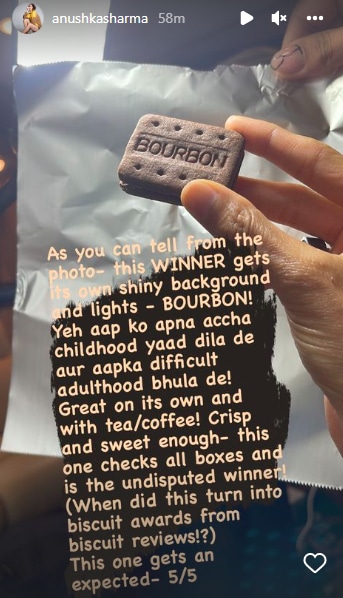 anushkasharma 58m
BOURBON
As you can tell from the
photo- this WINNER gets
its own shiny background
and lights - BOURBON!
Yeh aap ko apna accha
childhood yaad dila de
aur aapka difficult
adulthood bhula de!
Great on its own and
with tea/coffee! Crisp
and sweet enough- this
one checks all boxes and
is the undisputed winner!
(When did this turn into
biscuit awards from
biscuit reviews!?)
This one gets an
expected- 5/5